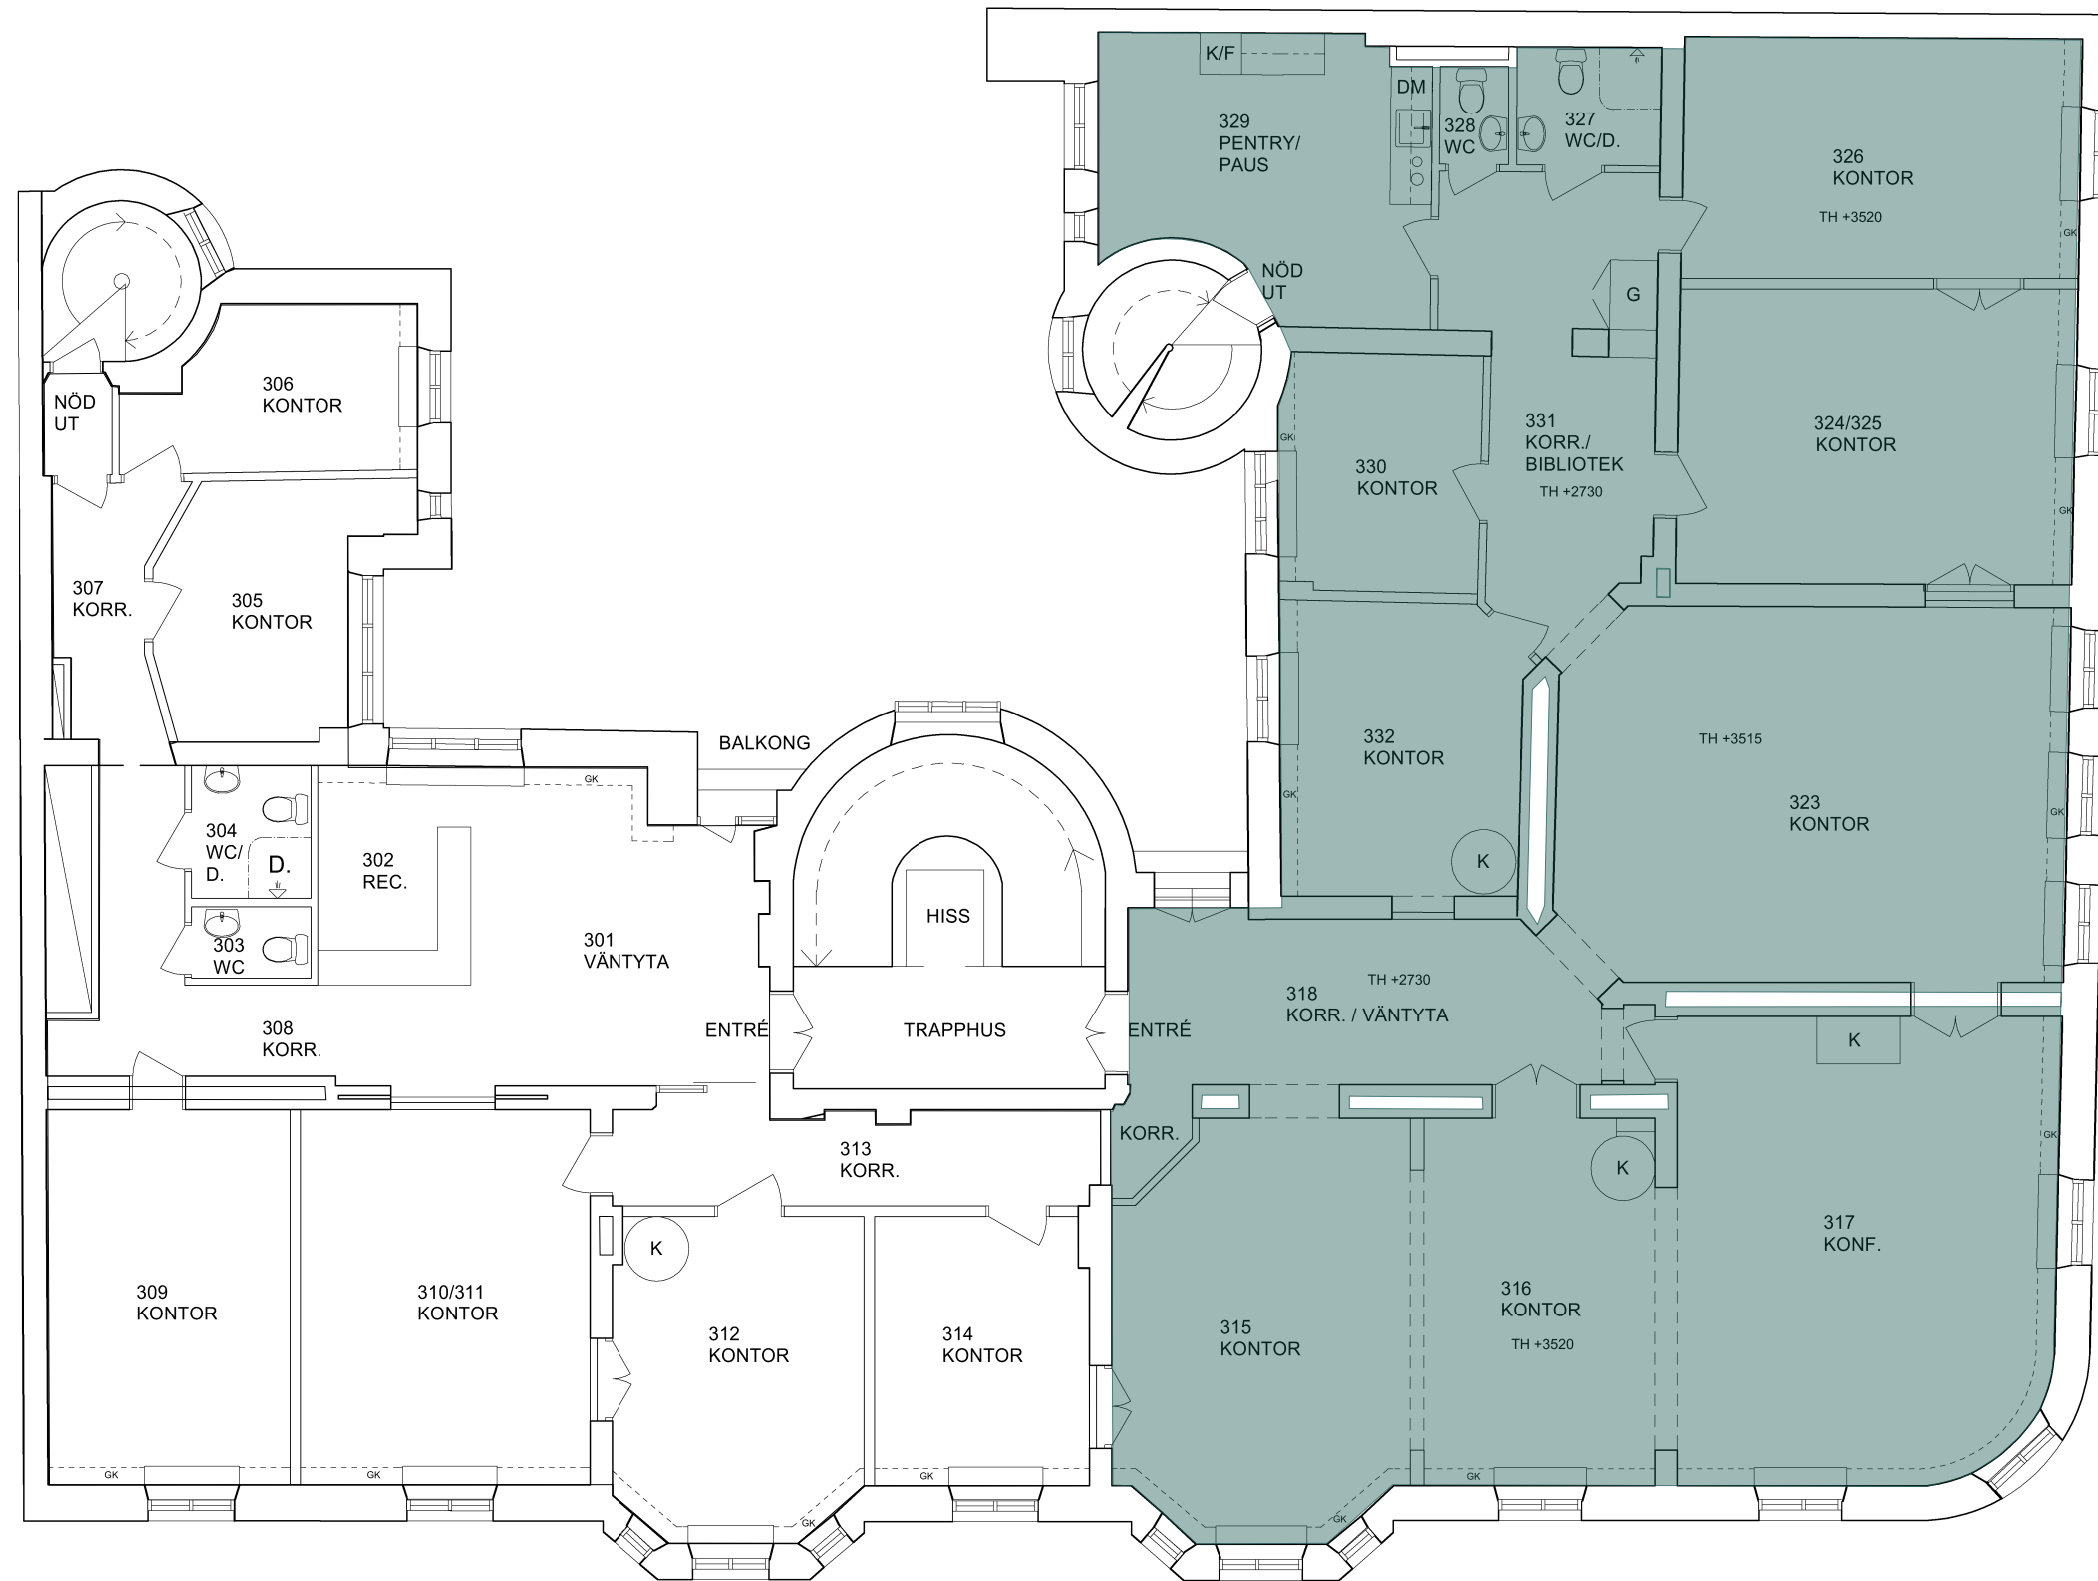 K/F
DM
329
PENTRY/
PAUS
328
WC
327
WC/D.
326
KONTOR
TH +3520
GK
NÖD
UT
G
306
KONTOR
NÖD
UT
331
KORR./
BIBLIOTEK
TH +2730
324/325
KONTOR
GK
GK
330
KONTOR
307
KORR.
305
KONTOR
BALKONG
332
KONTOR
TH +3515
323
KONTOR
GK
GK
GK
304
WC/
D.
D.
302
REC.
K
HISS
303
WC
301
VÄNTYTA
TH +2730
318
KORR. / VÄNTYTA
308
KORR.
ENTRÉ
TRAPPHUS
ENTRÉ
K
KORR.
313
KORR.
GK
K
K
317
KONF.
309
KONTOR
310/311
KONTOR
312
KONTOR
314
KONTOR
315
KONTOR
316
KONTOR
TH +3520
GK
GK
GK
GK
GK
GK